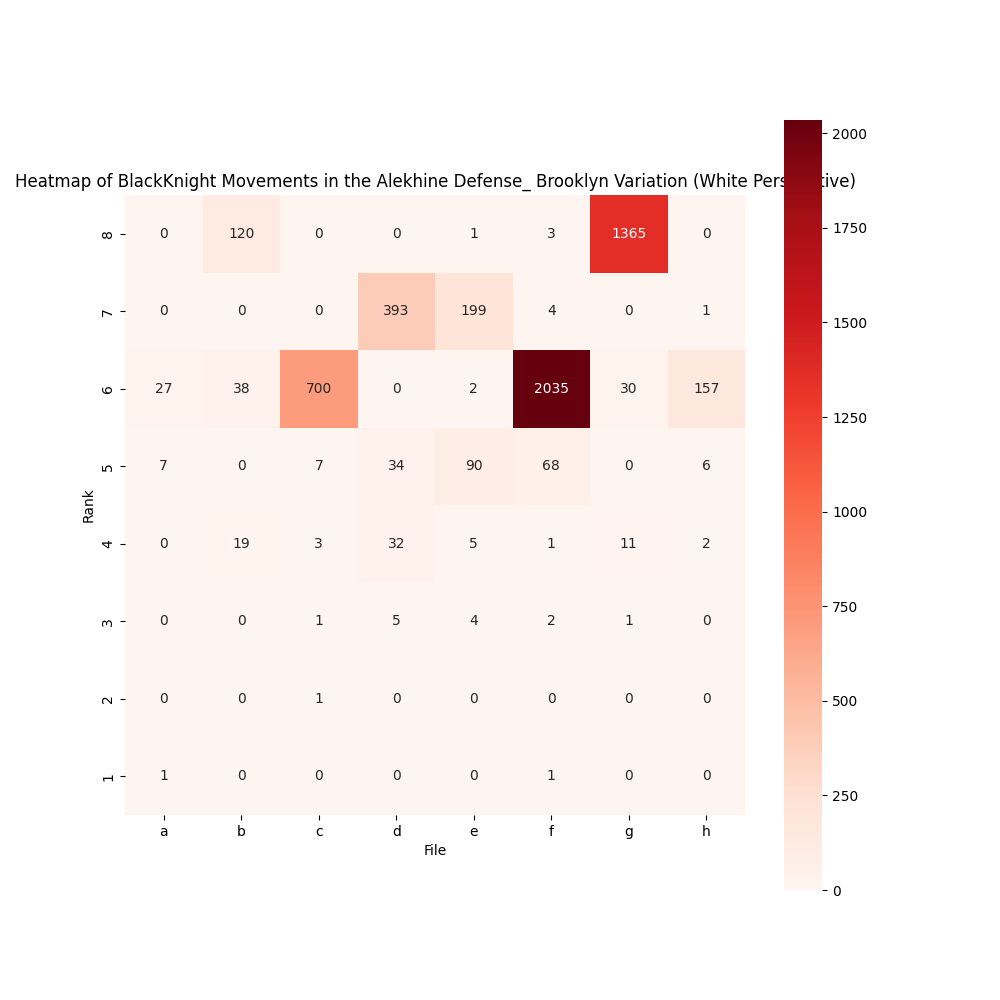 Heatmap of BlackKnight Movements in the Alekhine Defense_ Brooklyn Variation (White Perspective)
8 0 120 0 0 1 3 1365 0
7 0 0 0 393 199 4 0 1
6 27 38 700 0 2 2035 30 157
5 7 0 7 34 90 68 0 6
4 0 19 3 32 5 1 11 2
3 0 0 1 5 4 2 1 0
2 0 0 1 0 0 0 0 0
1 1 0 0 0 0 1 0 0
a b c d e f g h
File
Rank
2000
1750
1500
1250
1000
750
500
250
0